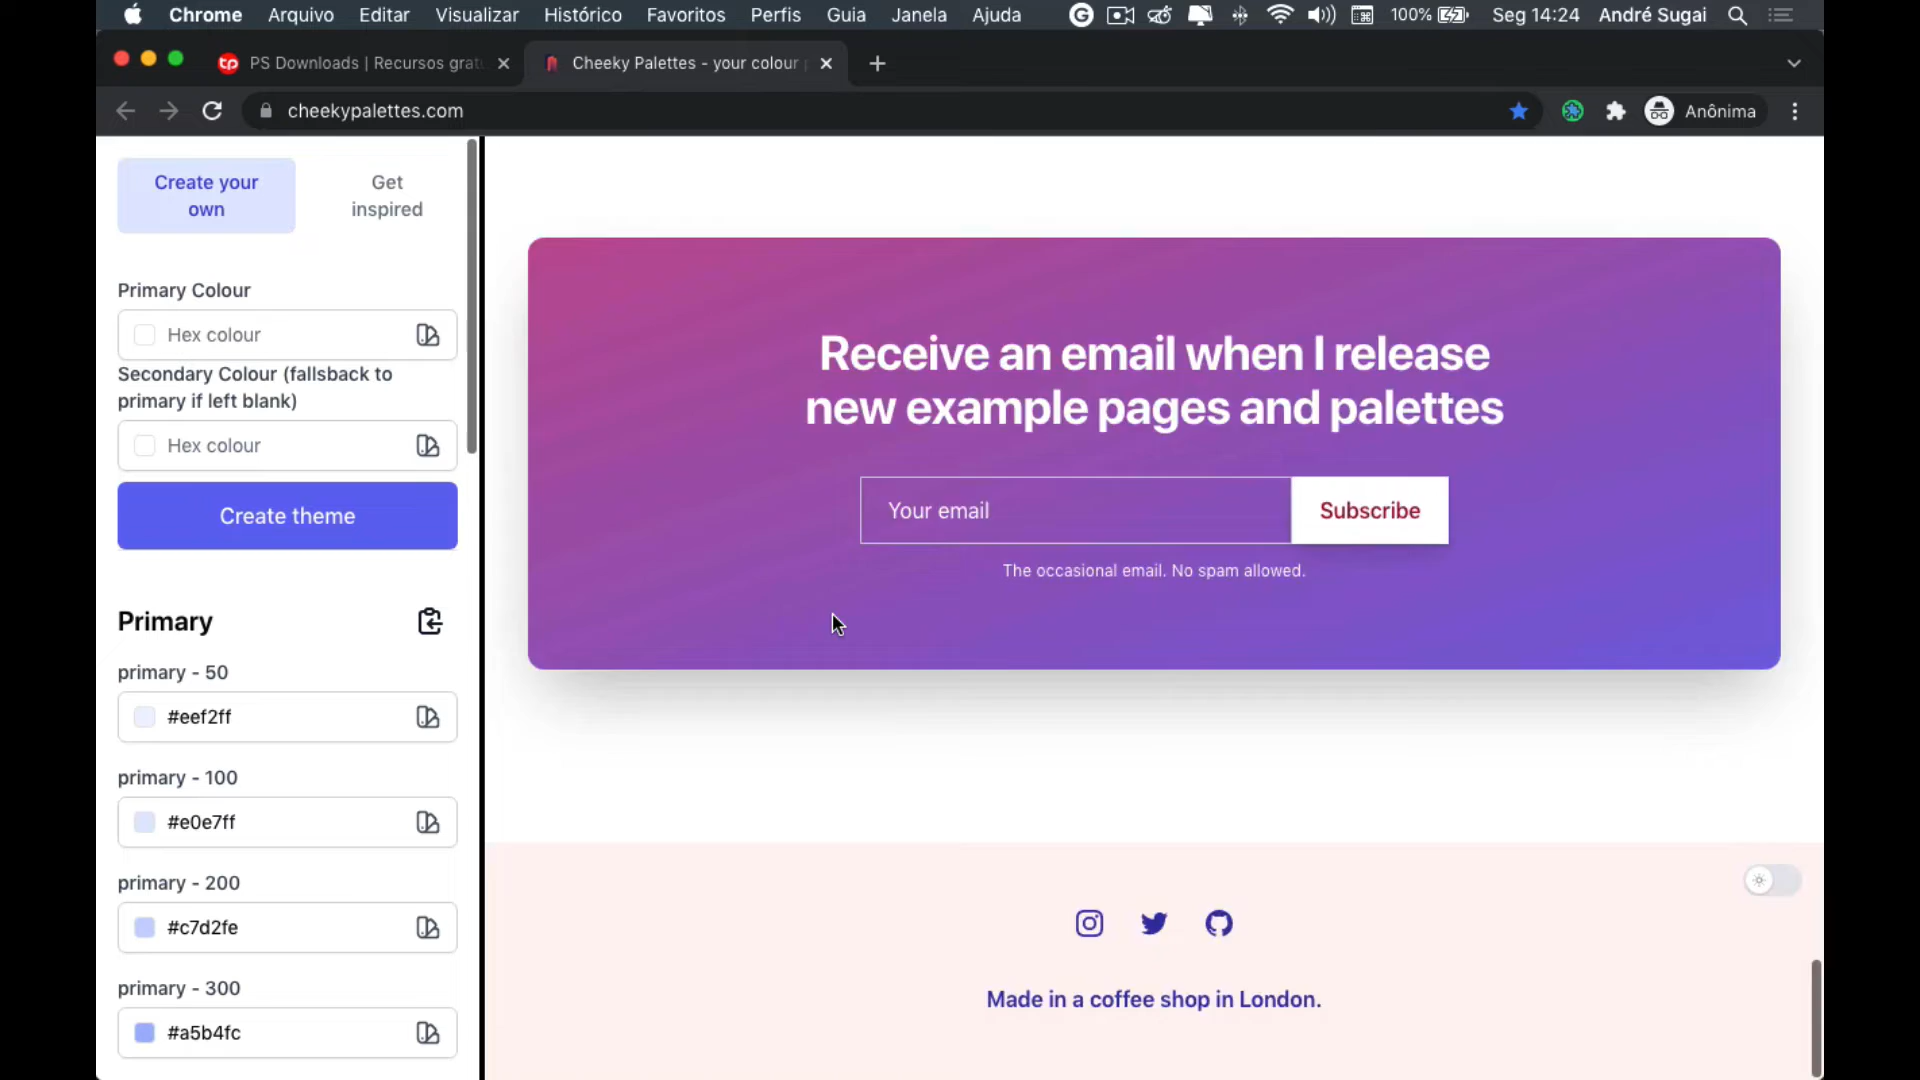 Chrome Arquivo Editar Visualizar Histórico Favoritos Perfis Guia Janela Ajuda 100% Seg 14:24 André Sugai
tp PS Downloads | Recursos grat
Cheeky Palettes - your colour
cheekypalettes.com
Anônima
Create your
own
Get
inspired
Primary Colour
Hex colour
Secondary Colour (fallsback to
primary if left blank)
Hex colour
Create theme
Primary
primary - 50
#eef2ff
primary - 100
#e0e7ff
primary - 200
#c7d2fe
primary - 300
#a5b4fc
Receive an email when I release
new example pages and palettes
Your email
Subscribe
The occasional email. No spam allowed.
Made in a coffee shop in London.